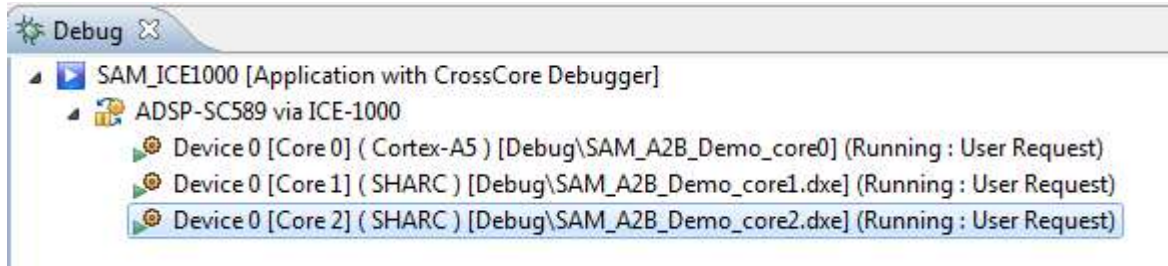 Debug
SAM_ICE1000 [Application with CrossCore Debugger]
ADSP-SC589 via ICE-1000
Device 0 [Core 0] ( Cortex-A5 ) [Debug\SAM_A2B_Demo_core0] (Running : User Request)
Device 0 [Core 1] ( SHARC ) [Debug\SAM_A2B_Demo_core1.dxe] (Running : User Request)
Device 0 [Core 2] ( SHARC ) [Debug\SAM_A2B_Demo_core2.dxe] (Running : User Request)